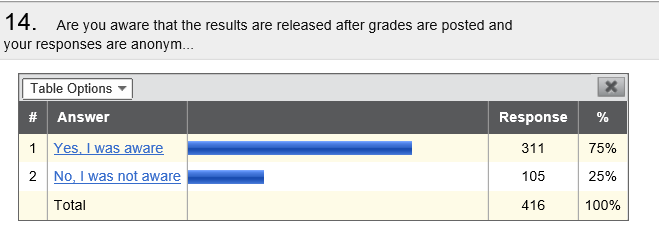 14. Are you aware that the results are released after grades are posted and
your responses are anonym...
Table Options
# Answer Response %
1 Yes, I was aware 311 75%
2 No, I was not aware 105 25%
Total 416 100%